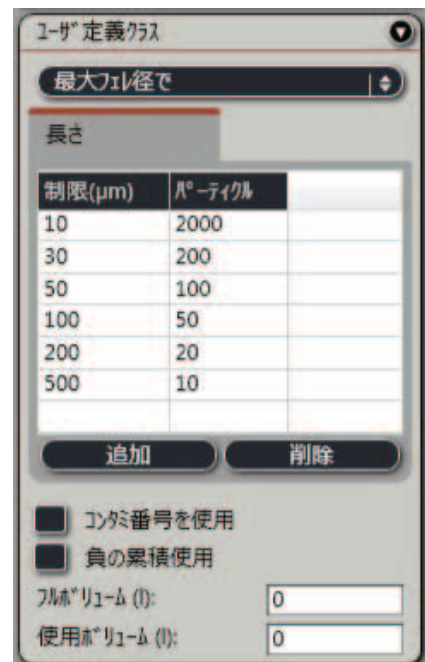 ﾕｰｻﾞ定義ｸﾗｽ
最大ﾌｪﾚ径で
長さ
制限(μm) ﾊﾟｰﾃｨｸﾙ
10 2000
30 200
50 100
100 50
200 20
500 10
追加 削除
ｺﾝﾀﾐ番号を使用
負の累積使用
ﾌﾙﾎﾞﾘｭｰﾑ (l): 0
使用ﾎﾞﾘｭｰﾑ (l): 0